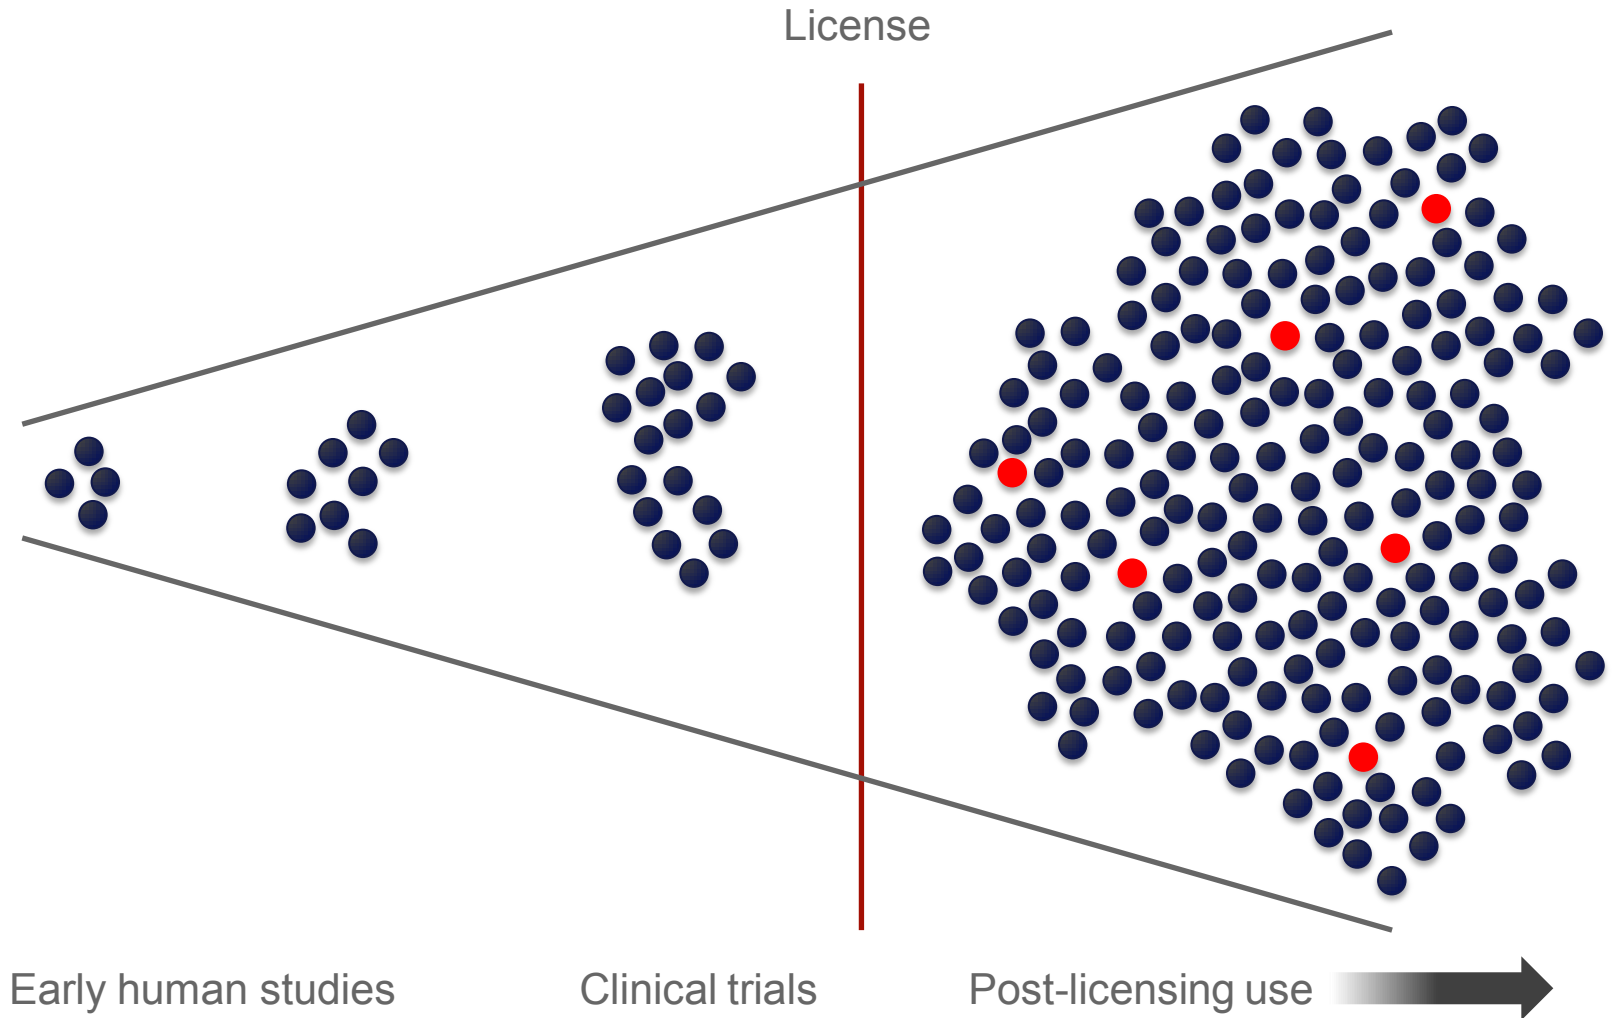 License
Early human studies
Clinical trials
Post-licensing use